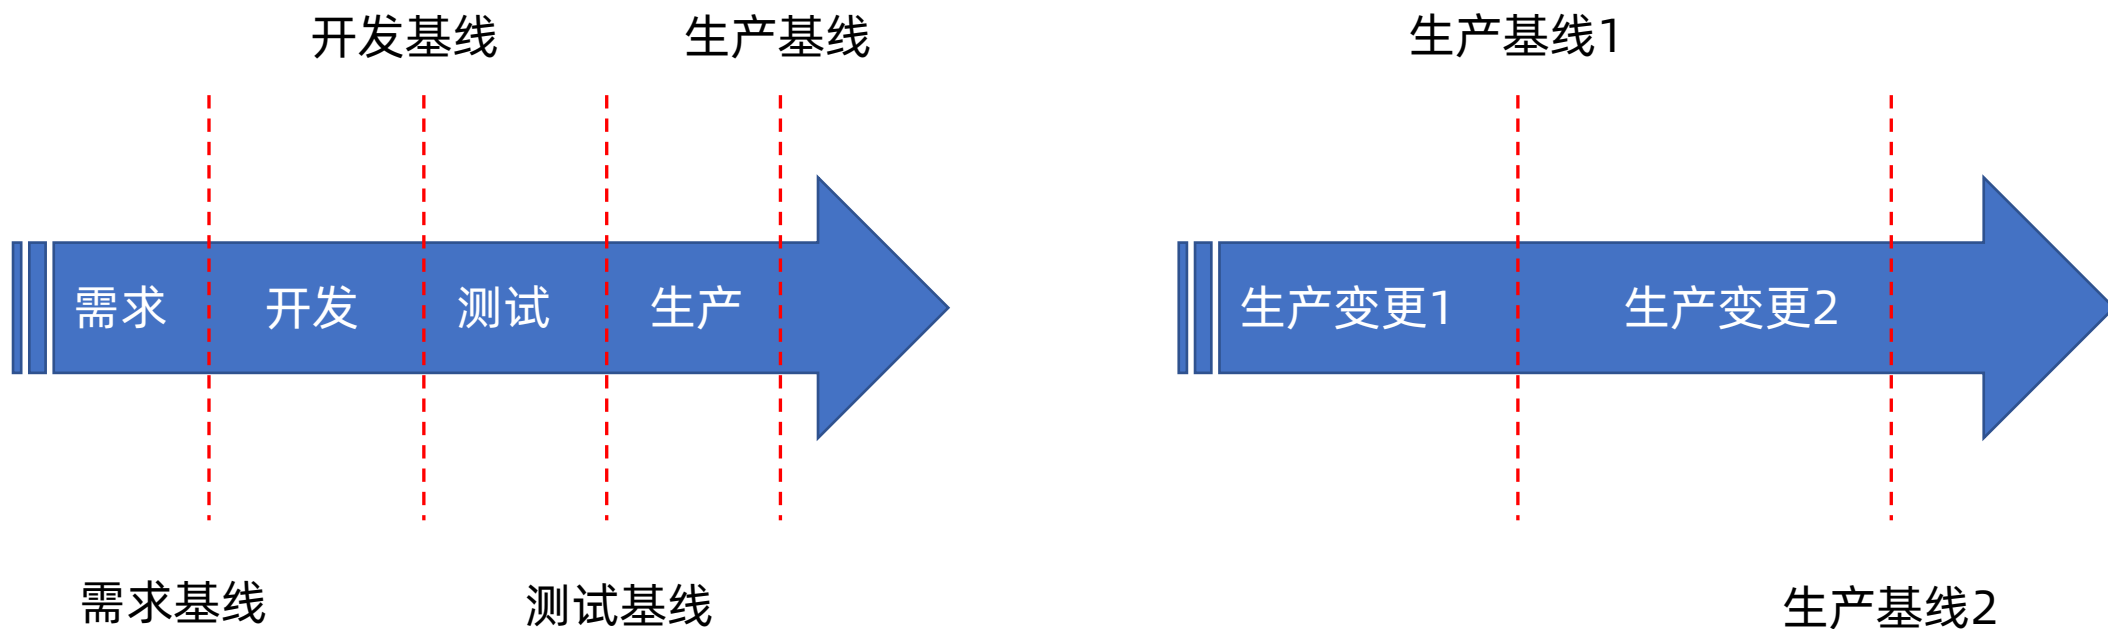 开发基线
生产基线
生产基线1
需求
开发
测试
生产
生产变更1
生产变更2
需求基线
测试基线
生产基线2